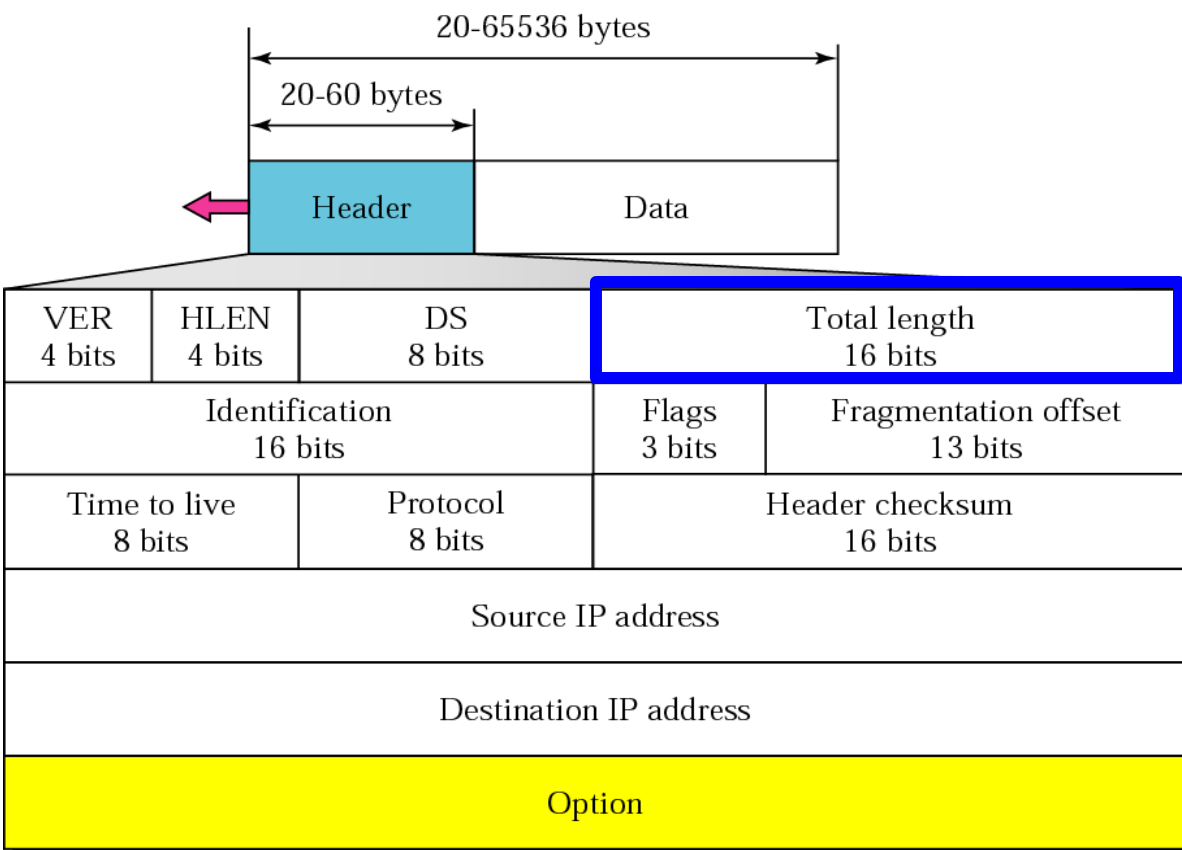 20-65536 bytes
20-60 bytes
Header
Data
VER
4 bits
HLEN
4 bits
DS
8 bits
Total length
16 bits
Identification
16 bits
Flags
3 bits
Fragmentation offset
13 bits
Time to live
8 bits
Protocol
8 bits
Header checksum
16 bits
Source IP address
Destination IP address
Option